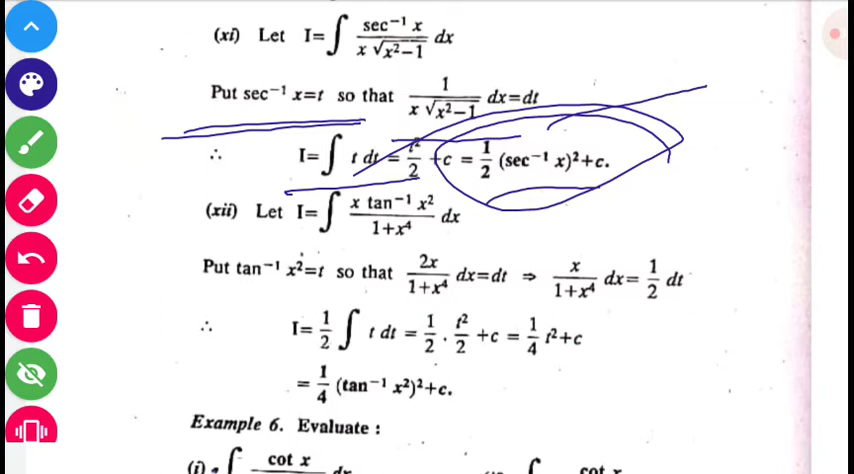 (xi) Let I=∫ sec⁻¹ x / x √x²−1 dx
Put sec⁻¹ x=t so that 1 / x √x²−1 dx=dt
∴ I=∫ t dt = t²/2 +c = 1/2 (sec⁻¹ x)²+c.
(xii) Let I=∫ x tan⁻¹ x² / 1+x⁴ dx
Put tan⁻¹ x²=t so that 2x / 1+x⁴ dx=dt ⇒ x / 1+x⁴ dx= 1/2 dt
∴ I= 1/2 ∫ t dt = 1/2 . t²/2 +c = 1/4 t²+c
= 1/4 (tan⁻¹ x²)²+c.
Example 6. Evaluate :
(i) ∫ cot x dx
∫ cot x